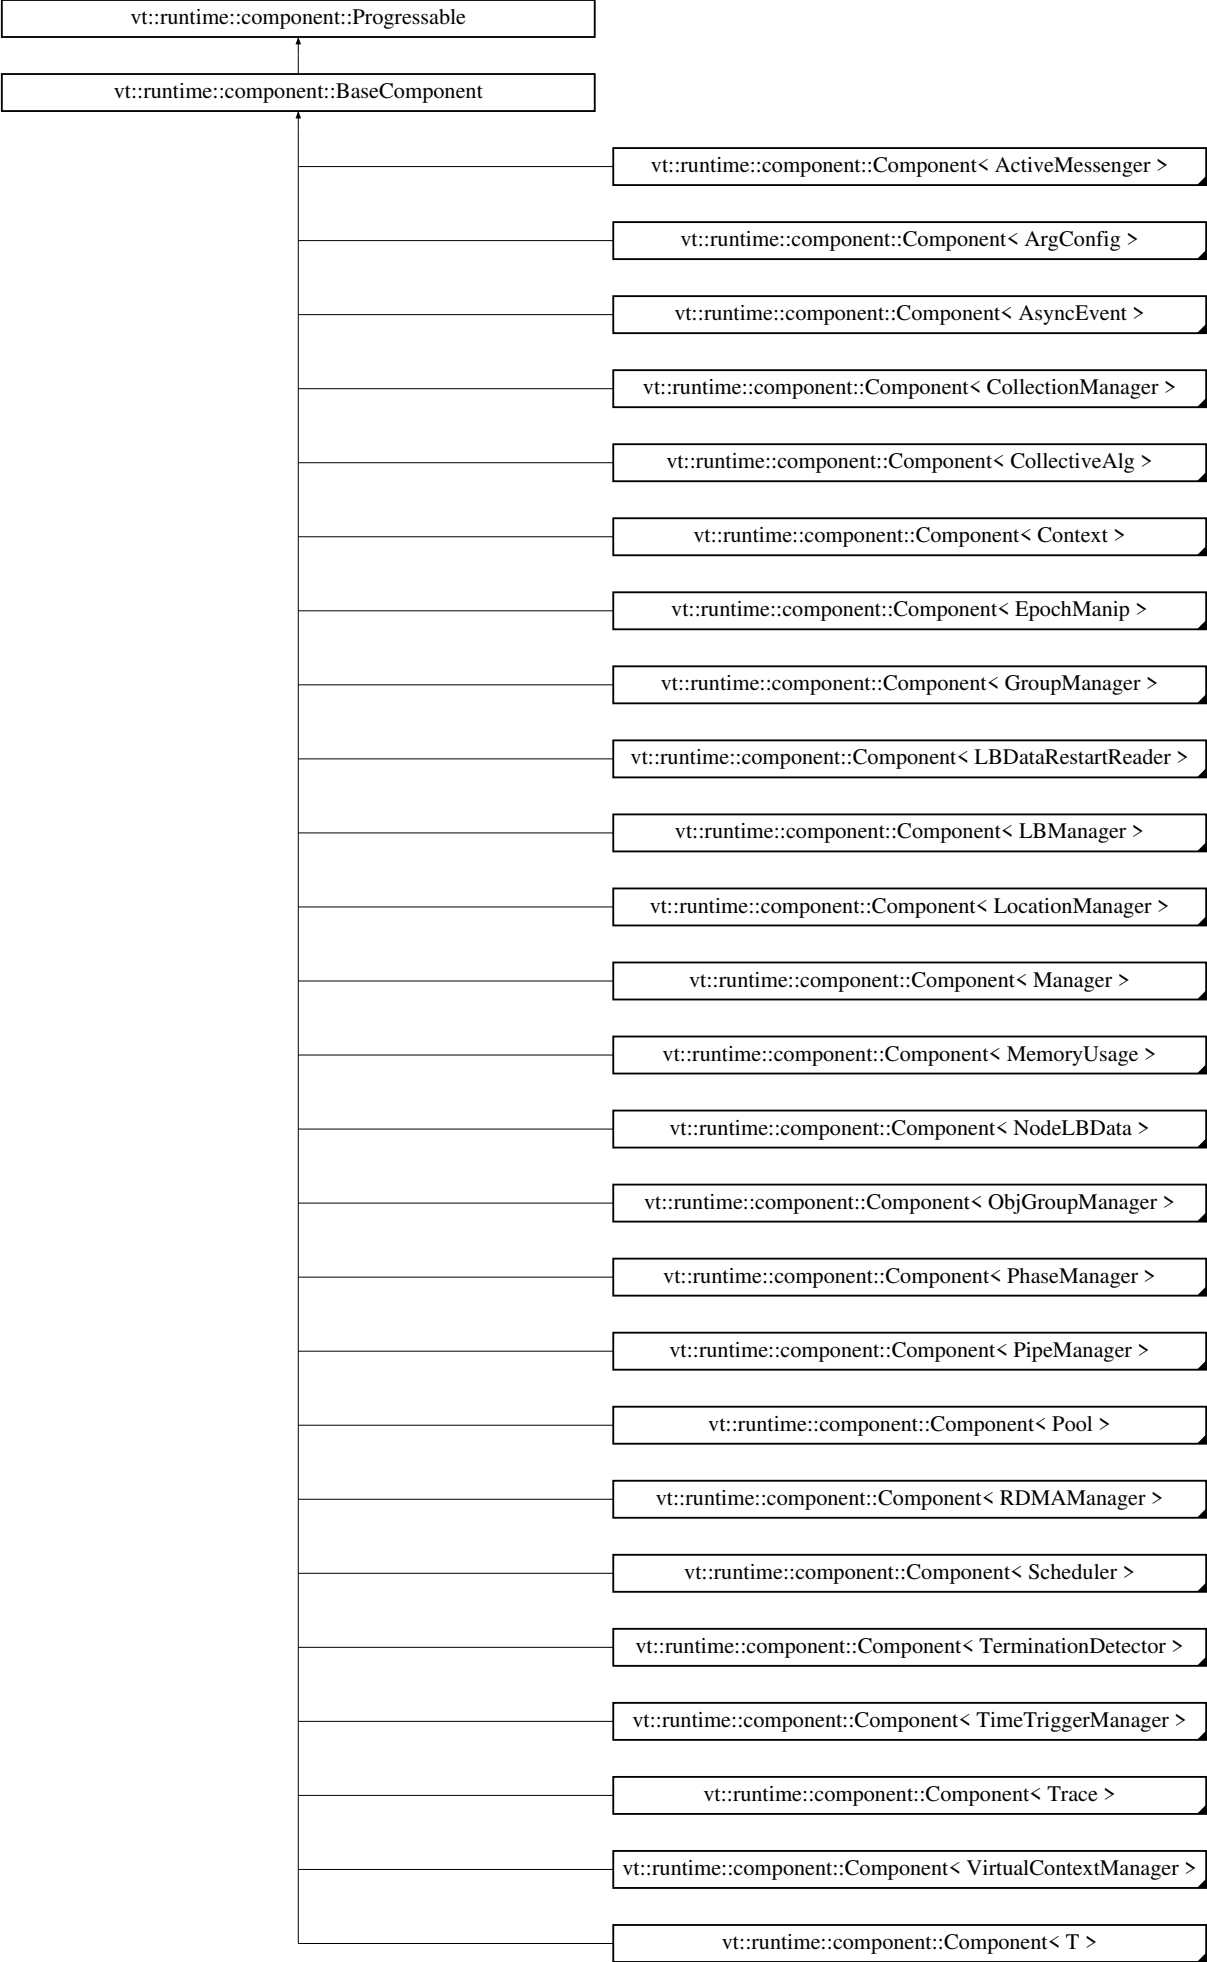 vt::runtime::component::Progressable
vt::runtime::component::BaseComponent
vt::runtime::component::Component< ActiveMessenger >
vt::runtime::component::Component< ArgConfig >
vt::runtime::component::Component< AsyncEvent >
vt::runtime::component::Component< CollectionManager >
vt::runtime::component::Component< CollectiveAlg >
vt::runtime::component::Component< Context >
vt::runtime::component::Component< EpochManip >
vt::runtime::component::Component< GroupManager >
vt::runtime::component::Component< LBDataRestartReader >
vt::runtime::component::Component< LBManager >
vt::runtime::component::Component< LocationManager >
vt::runtime::component::Component< Manager >
vt::runtime::component::Component< MemoryUsage >
vt::runtime::component::Component< NodeLBData >
vt::runtime::component::Component< ObjGroupManager >
vt::runtime::component::Component< PhaseManager >
vt::runtime::component::Component< PipeManager >
vt::runtime::component::Component< Pool >
vt::runtime::component::Component< RDMAManager >
vt::runtime::component::Component< Scheduler >
vt::runtime::component::Component< TerminationDetector >
vt::runtime::component::Component< TimeTriggerManager >
vt::runtime::component::Component< Trace >
vt::runtime::component::Component< VirtualContextManager >
vt::runtime::component::Component< T >